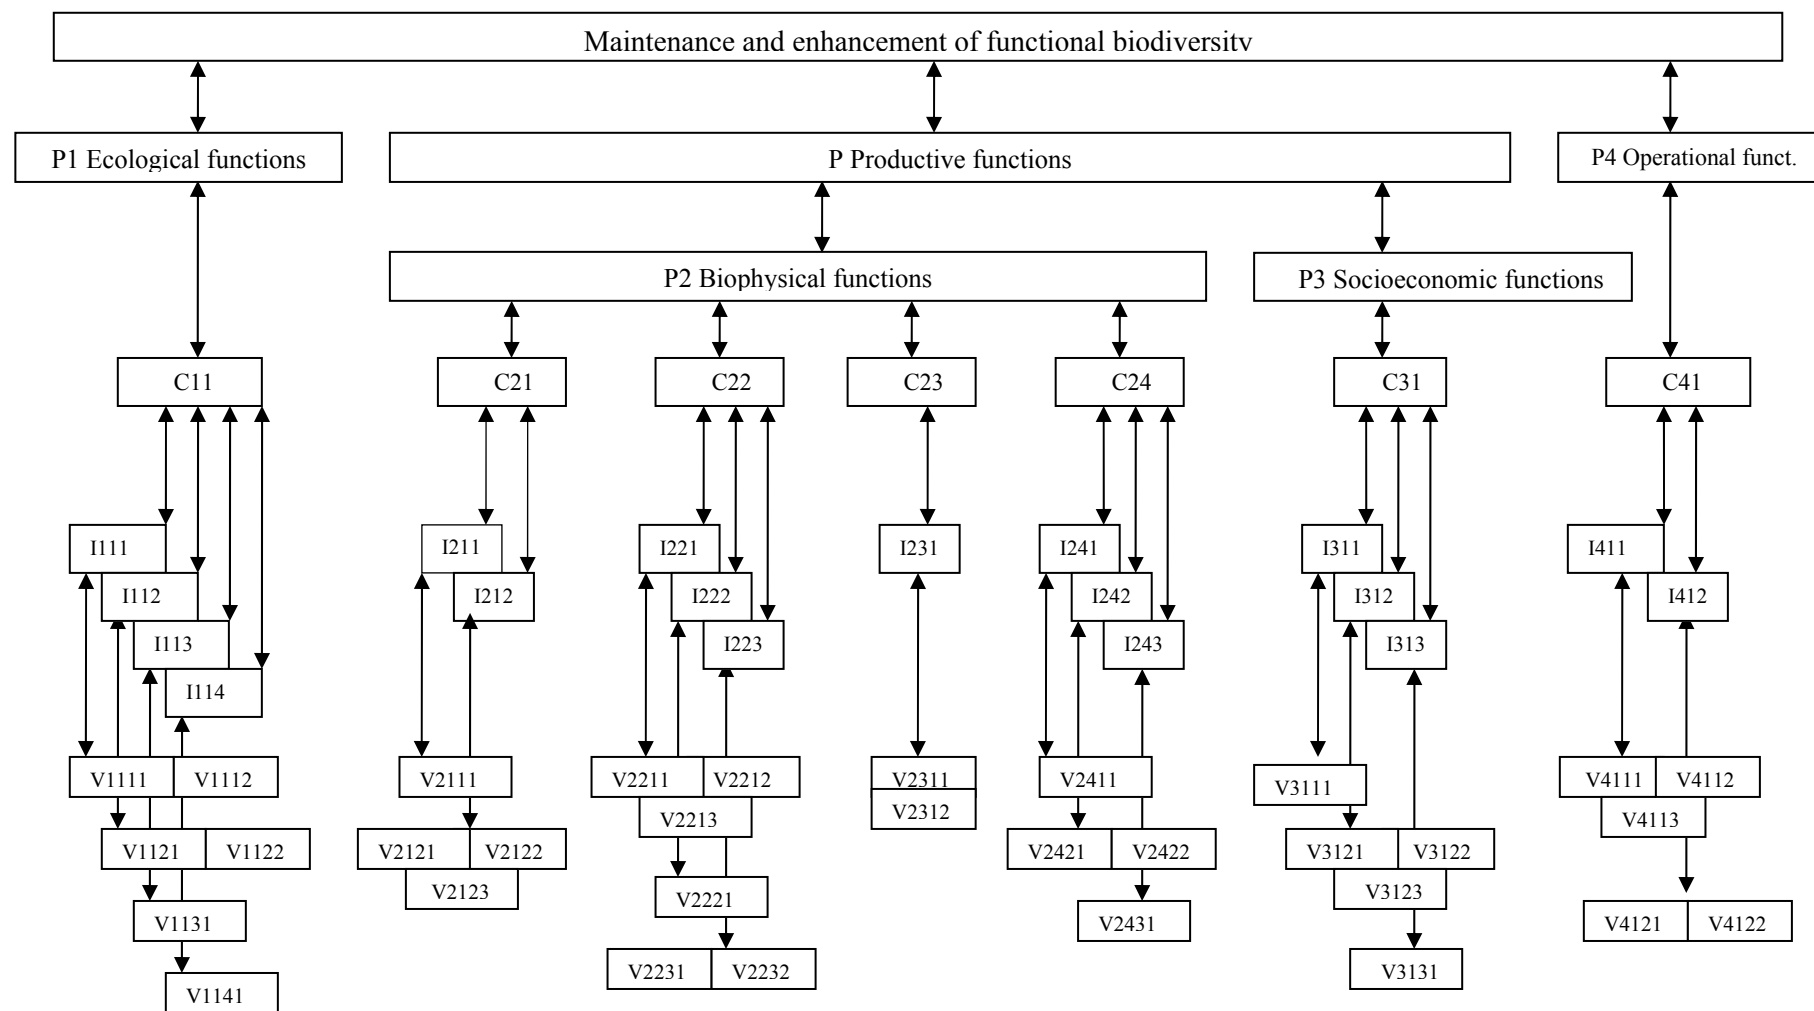 Maintenance and enhancement of functional biodiversity
P1 Ecological functions
P Productive functions
P4 Operational funct.
P2 Biophysical functions
P3 Socioeconomic functions
C11
C21
C22
C23
C24
C31
C41
I111
I211
I221
I231
I241
I311
I411
I112
I212
I222
I242
I312
I412
I113
I223
I243
I313
I114
V1111
V1112
V2111
V2211
V2212
V2311
V2411
V3111
V4111
V4112
V2312
V2213
V4113
V1121
V1122
V2121
V2122
V2421
V2422
V3121
V3122
V2123
V2221
V3123
V1131
V2431
V4121
V4122
V2231
V2232
V3131
V1141